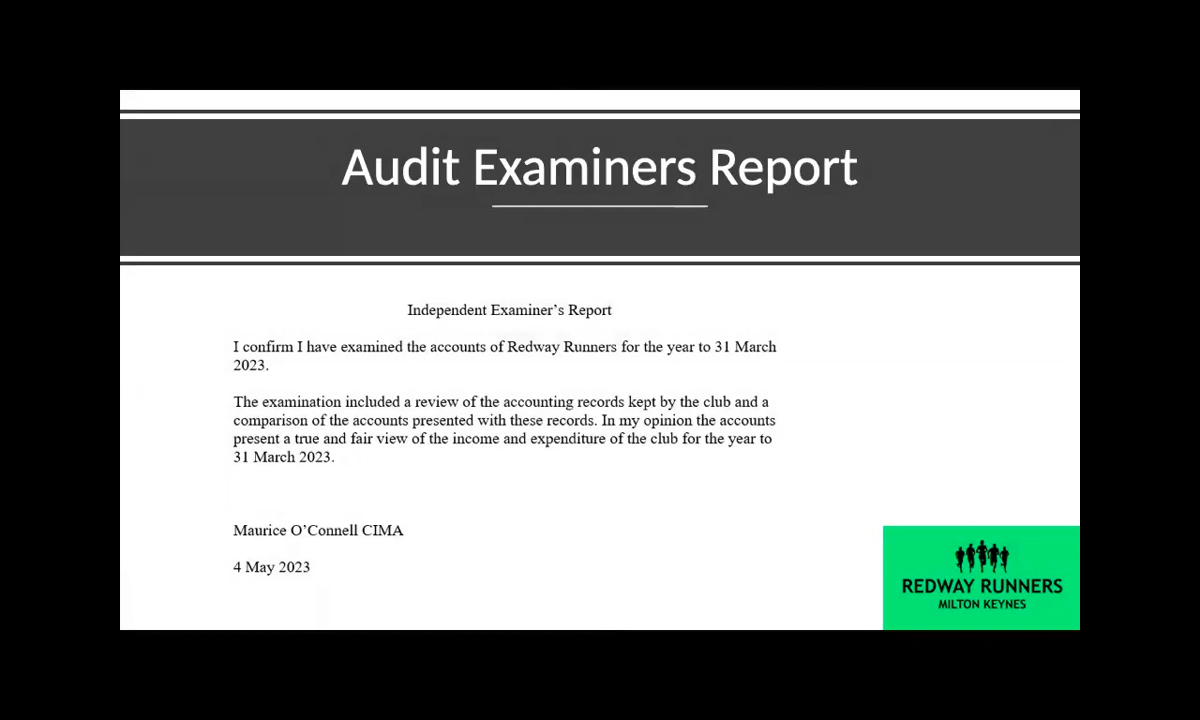 Audit Examiners Report
Independent Examiner’s Report
I confirm I have examined the accounts of Redway Runners for the year to 31 March
2023.
The examination included a review of the accounting records kept by the club and a
comparison of the accounts presented with these records. In my opinion the accounts
present a true and fair view of the income and expenditure of the club for the year to
31 March 2023.
Maurice O’Connell CIMA
4 May 2023
REDWAY RUNNERS
MILTON KEYNES